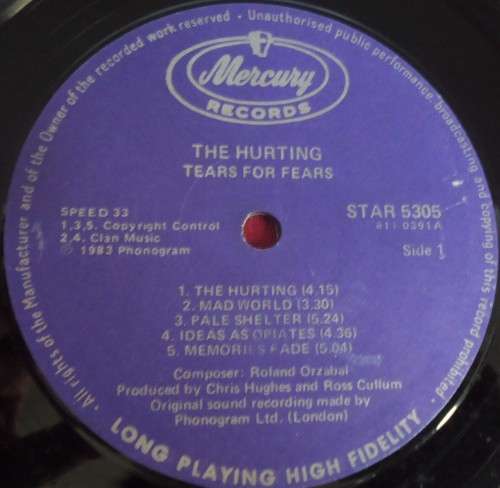 · All rights of the Manufacturer and of the Owner of the recorded work reserved · Unauthorised public performance, broadcasting and copying of this record prohibited ·
Mercury
RECORDS
THE HURTING
TEARS FOR FEARS
SPEED 33
1,3,5. Copyright Control
2,4. Clan Music
℗ 1983 Phonogram
STAR 5305
811 0391A
Side 1
1. THE HURTING (4.15)
2. MAD WORLD (3.30)
3. PALE SHELTER (5.24)
4. IDEAS AS OPIATES (4.36)
5. MEMORIES FADE (5.04)
Composer: Roland Orzabal
Produced by Chris Hughes and Ross Cullum
Original sound recording made by
Phonogram Ltd. (London)
LONG PLAYING HIGH FIDELITY